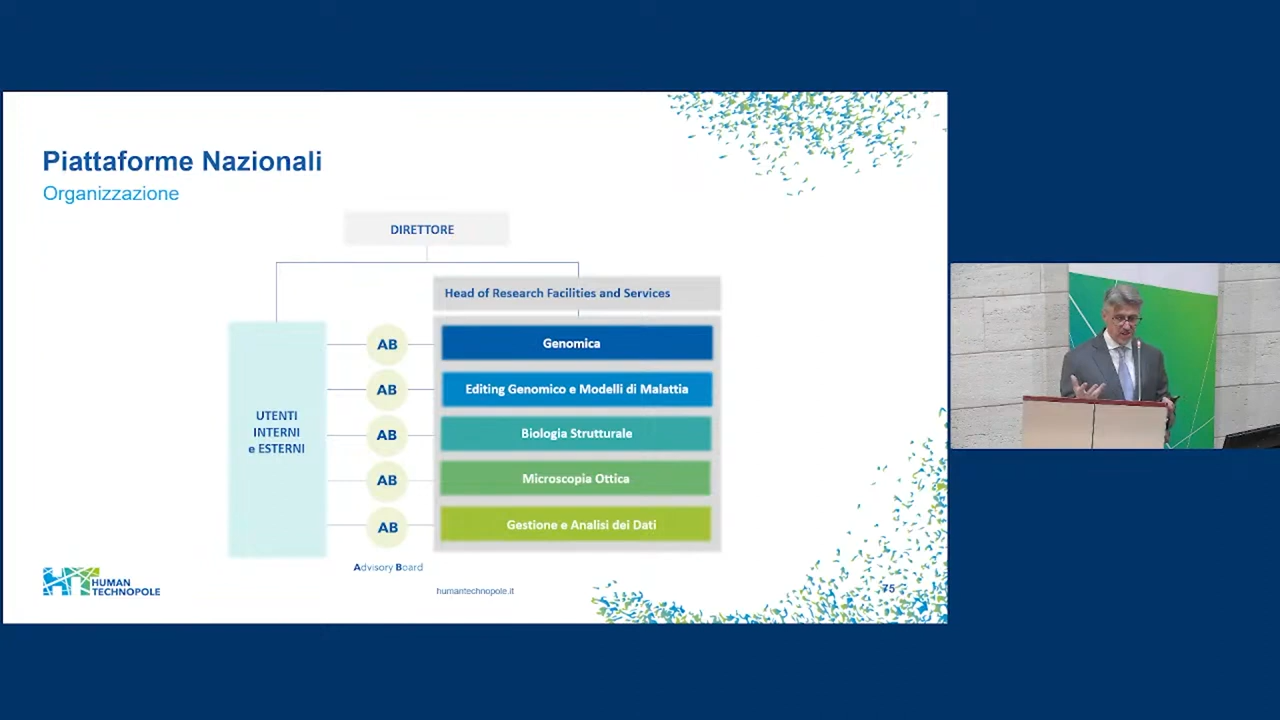 Piattaforme Nazionali
Organizzazione
DIRETTORE
Head of Research Facilities and Services
UTENTI
INTERNI
e ESTERNI
AB
Genomica
AB
Editing Genomico e Modelli di Malattia
AB
Biologia Strutturale
AB
Microscopia Ottica
AB
Gestione e Analisi dei Dati
Advisory Board
HUMAN
TECHNOPOLE
humantechnopole.it
75